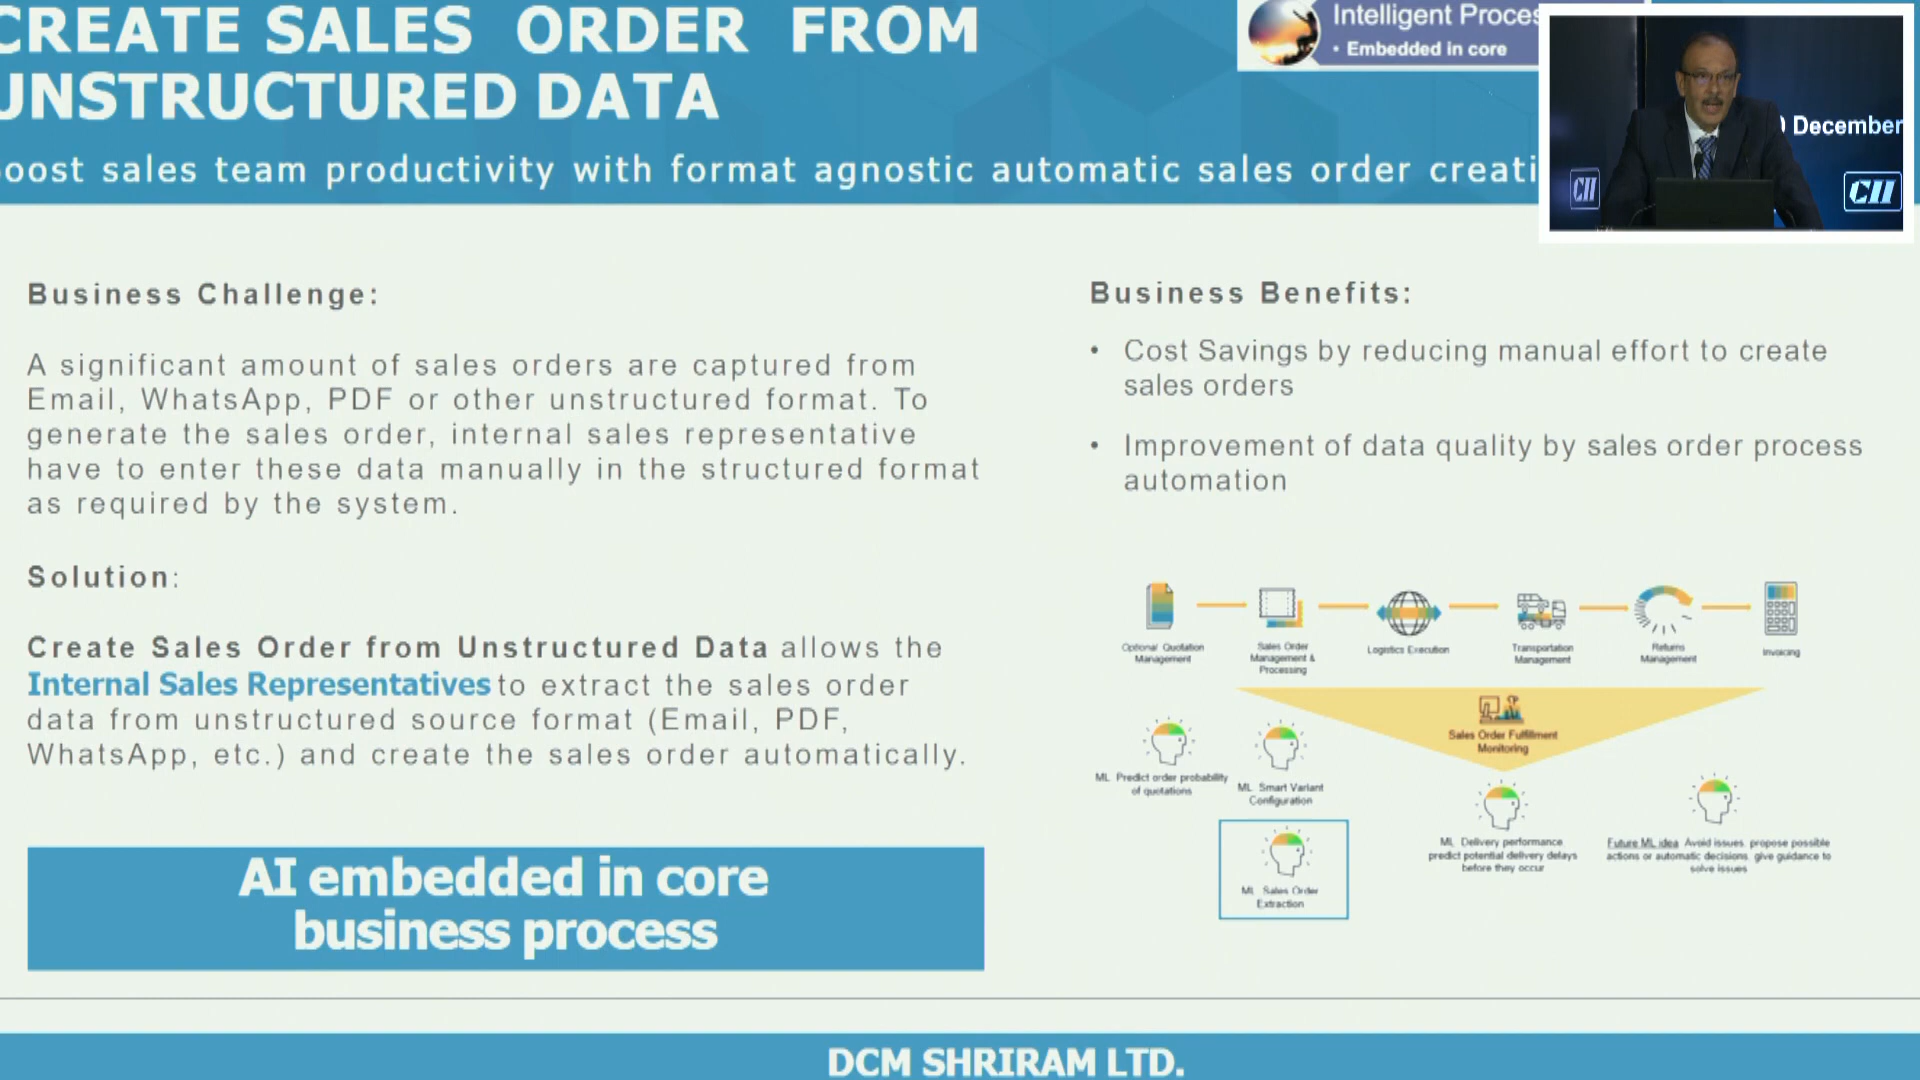 CREATE SALES ORDER FROM
UNSTRUCTURED DATA
oost sales team productivity with format agnostic automatic sales order creati
Intelligent Proces
• Embedded in core
December
CII
CII
Business Challenge:
A significant amount of sales orders are captured from
Email, WhatsApp, PDF or other unstructured format. To
generate the sales order, internal sales representative
have to enter these data manually in the structured format
as required by the system.
Solution:
Create Sales Order from Unstructured Data allows the
Internal Sales Representatives to extract the sales order
data from unstructured source format (Email, PDF,
WhatsApp, etc.) and create the sales order automatically.
AI embedded in core
business process
Business Benefits:
• Cost Savings by reducing manual effort to create
sales orders
• Improvement of data quality by sales order process
automation
Optional Quotation
Management
Sales Order
Management &
Processing
Logistics Execution
Transportation
Management
Returns
Management
Invoicing
Sales Order Fulfillment
Monitoring
ML Predict order probability
of quotations
ML Smart Variant
Configuration
ML Sales Order
Extraction
ML Delivery performance
predict potential delivery delays
before they occur
Future ML idea Avoid issues, propose possible
actions or automatic decisions, give guidance to
solve issues
DCM SHRIRAM LTD.